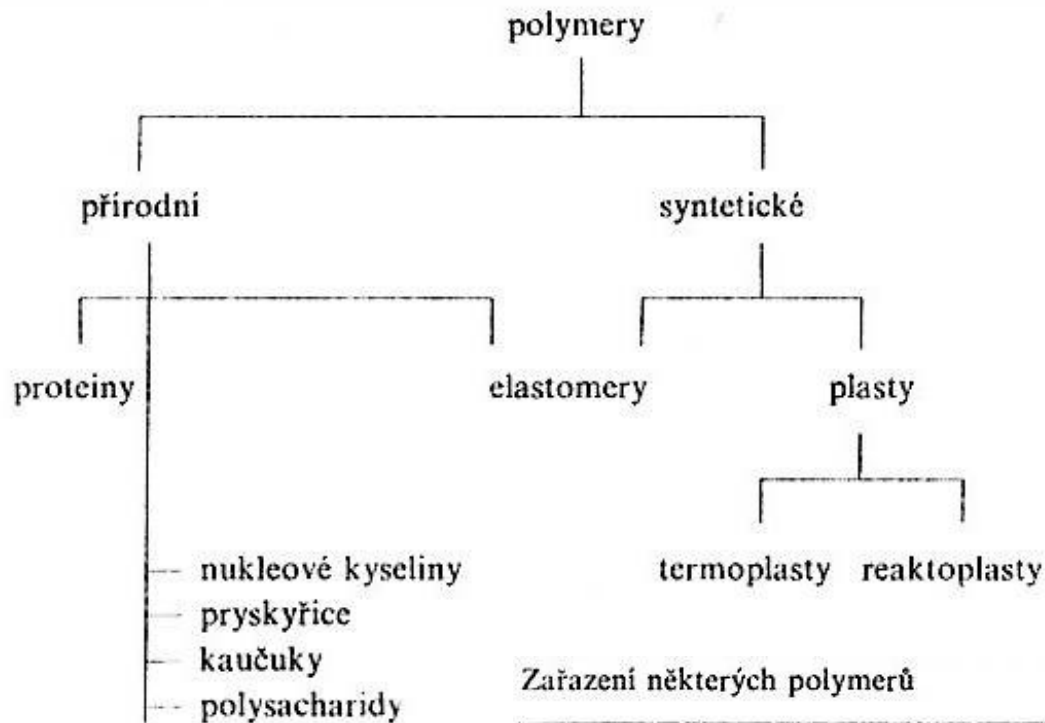 polymery
přírodní syntetické
proteiny elastomery plasty
nukleové kyseliny termoplasty reaktoplasty
pryskyřice
kaučuky
polysacharidy
Zařazení některých polymerů